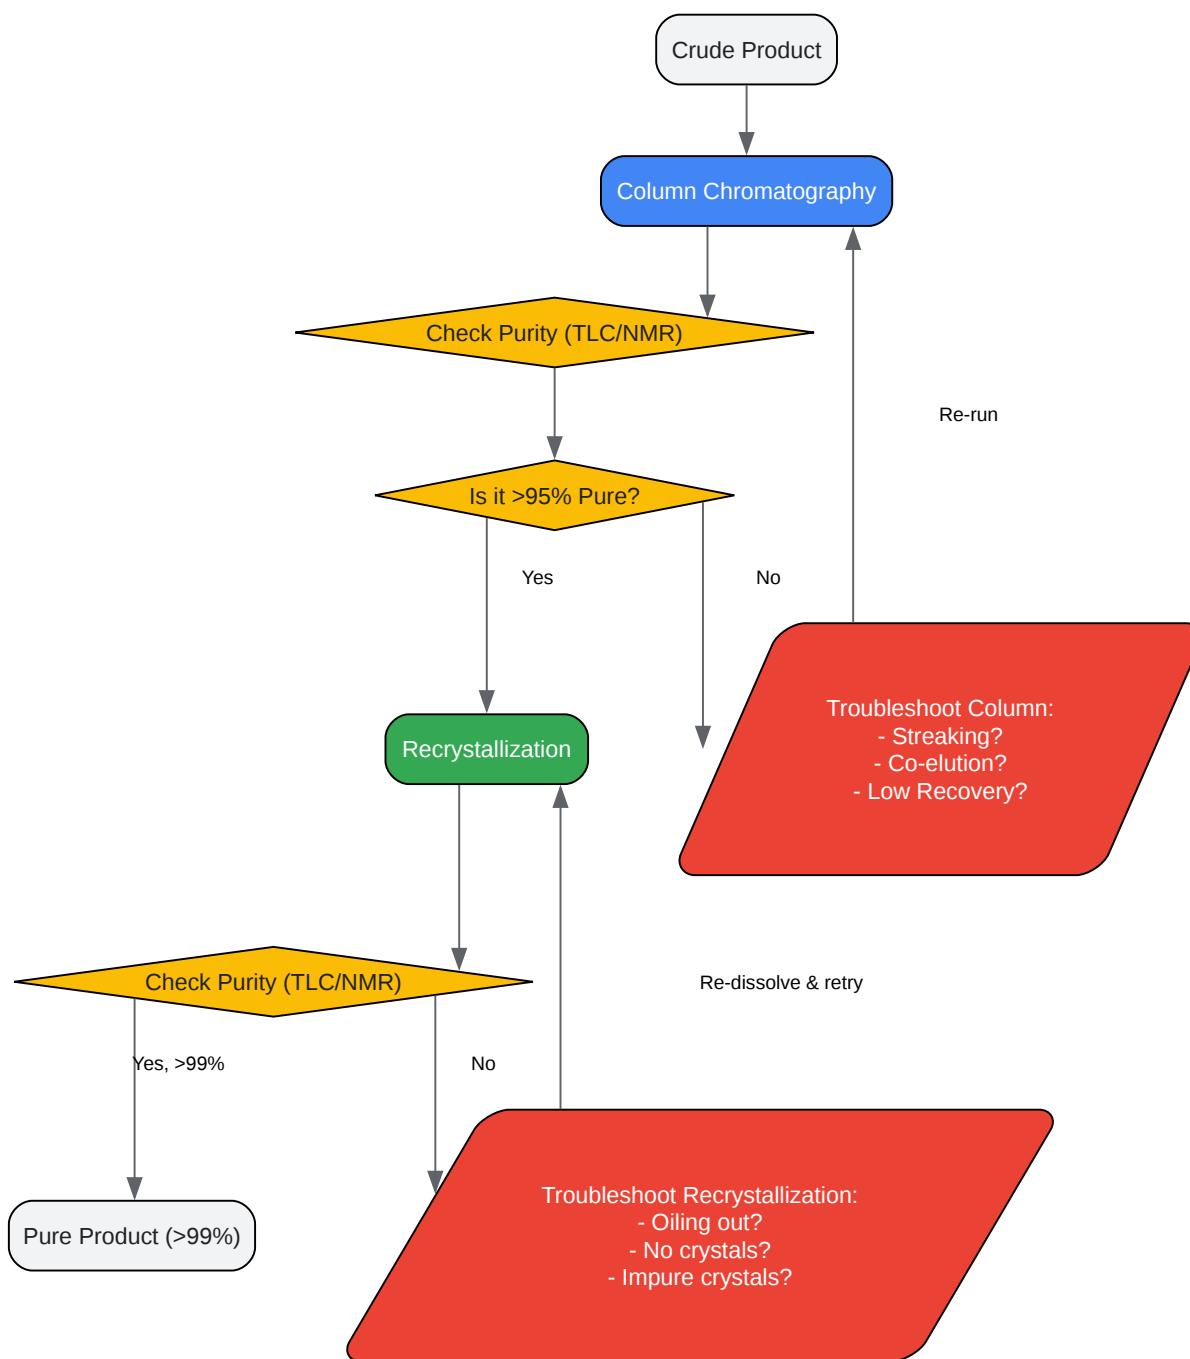 Crude Product
Column Chromatography
Check Purity (TLC/NMR)
Re-run
Is it >95% Pure?
Yes
No
Troubleshoot Column:
- Streaking?
- Co-elution?
- Low Recovery?
Recrystallization
Check Purity (TLC/NMR)
Re-dissolve & retry
Yes, >99%
No
Troubleshoot Recrystallization:
- Oiling out?
- No crystals?
- Impure crystals?
Pure Product (>99%)